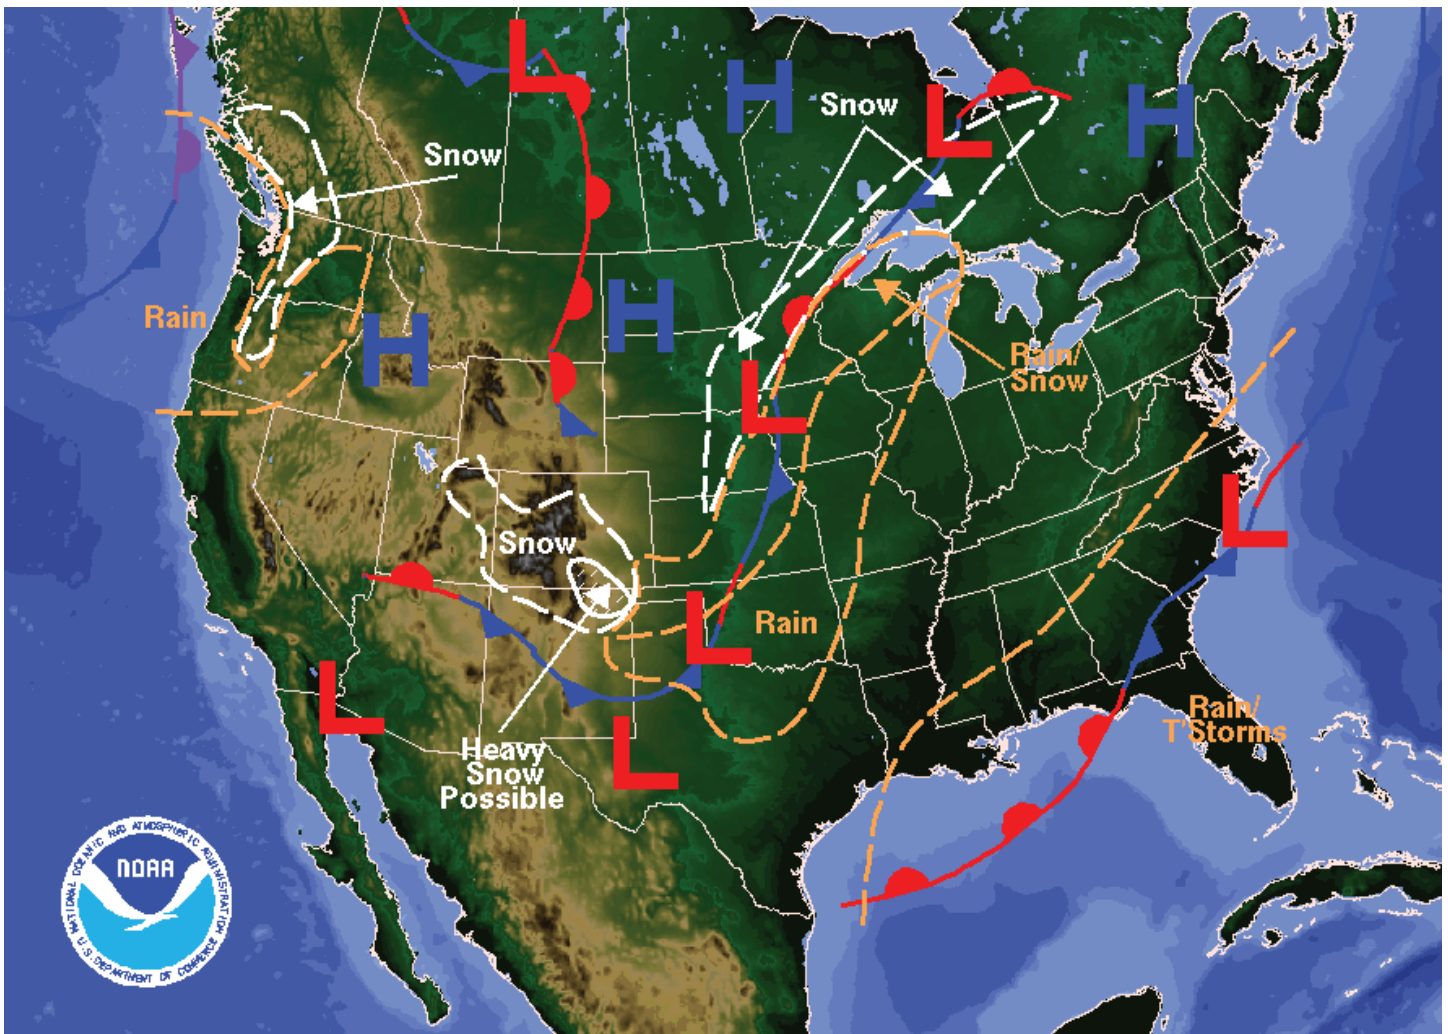 H
L
Snow
L
H
Snow
Rain
H
H
L
Rain/
Snow
L
Snow
L
Rain
L
L
Heavy
Snow
Possible
Rain/
T'Storms
NATIONAL OCEANIC AND ATMOSPHERIC ADMINISTRATION
NOAA
U.S. DEPARTMENT OF COMMERCE